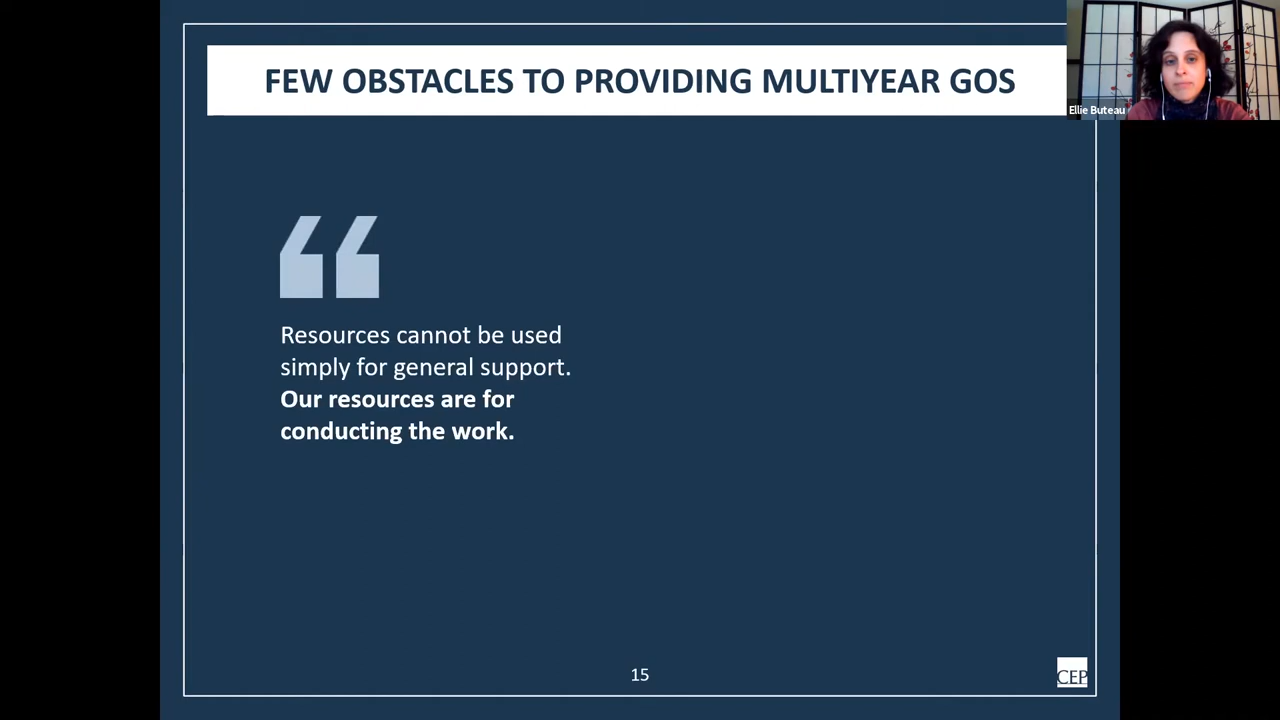 FEW OBSTACLES TO PROVIDING MULTIYEAR GOS
Ellie Buteau
Resources cannot be used
simply for general support.
Our resources are for
conducting the work.
15
CEP